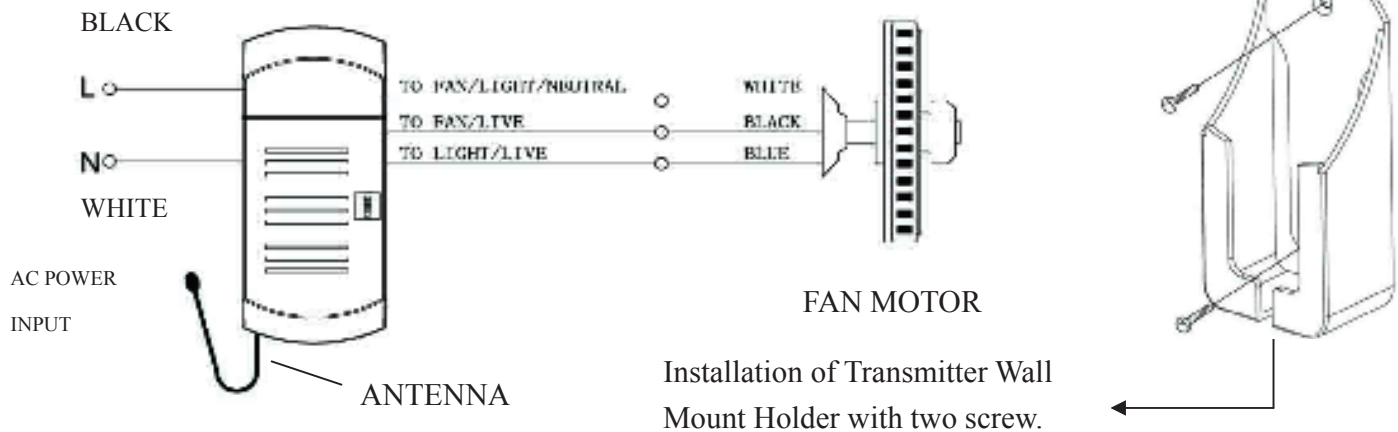 BLACK
L
TO FAN/LIGHT/NEUTRAL WHITE
TO FAN/LIVE BLACK
N
TO LIGHT/LIVE BLUE
WHITE
AC POWER
INPUT
ANTENNA
FAN MOTOR
Installation of Transmitter Wall
Mount Holder with two screw.